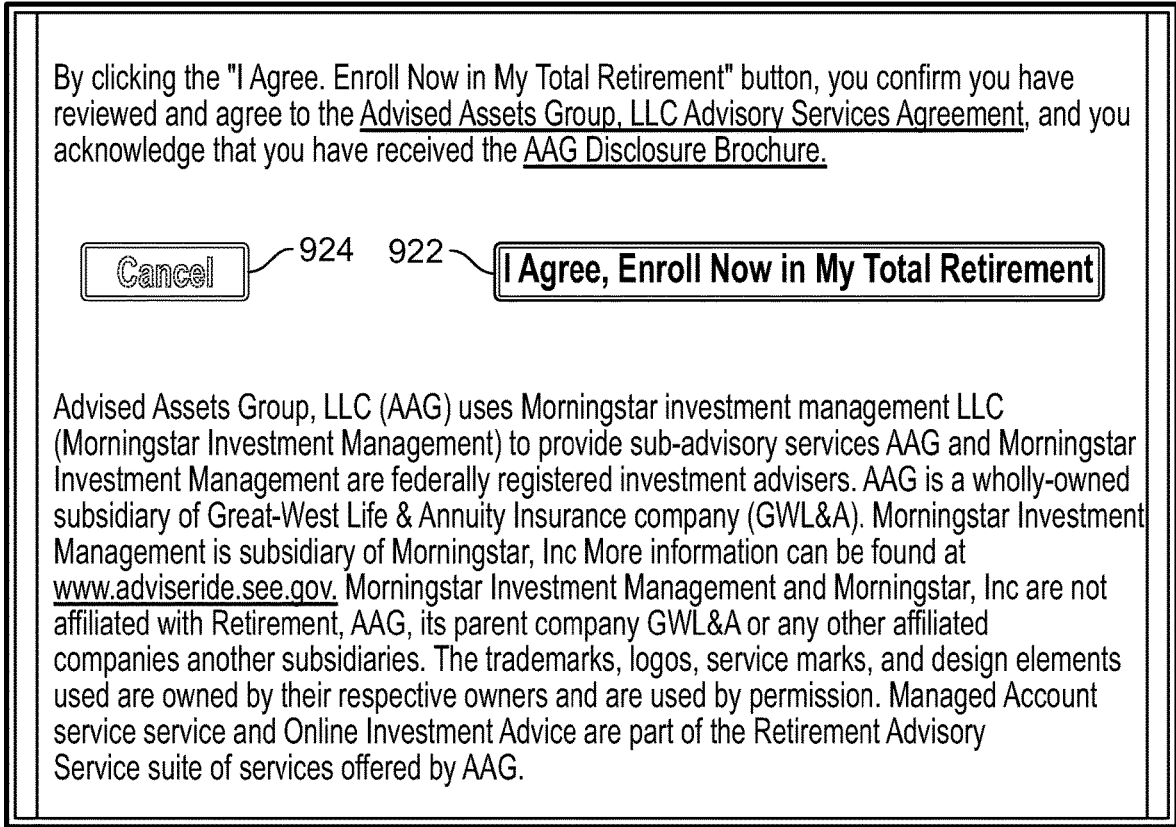 By clicking the "I Agree. Enroll Now in My Total Retirement" button, you confirm you have
reviewed and agree to the Advised Assets Group, LLC Advisory Services Agreement, and you
acknowledge that you have received the AAG Disclosure Brochure.
Cancel 924 922 I Agree, Enroll Now in My Total Retirement
Advised Assets Group, LLC (AAG) uses Morningstar investment management LLC
(Morningstar Investment Management) to provide sub-advisory services AAG and Morningstar
Investment Management are federally registered investment advisers. AAG is a wholly-owned
subsidiary of Great-West Life & Annuity Insurance company (GWL&A). Morningstar Investment
Management is subsidiary of Morningstar, Inc More information can be found at
www.adviseride.see.gov. Morningstar Investment Management and Morningstar, Inc are not
affiliated with Retirement, AAG, its parent company GWL&A or any other affiliated
companies another subsidiaries. The trademarks, logos, service marks, and design elements
used are owned by their respective owners and are used by permission. Managed Account
service service and Online Investment Advice are part of the Retirement Advisory
Service suite of services offered by AAG.